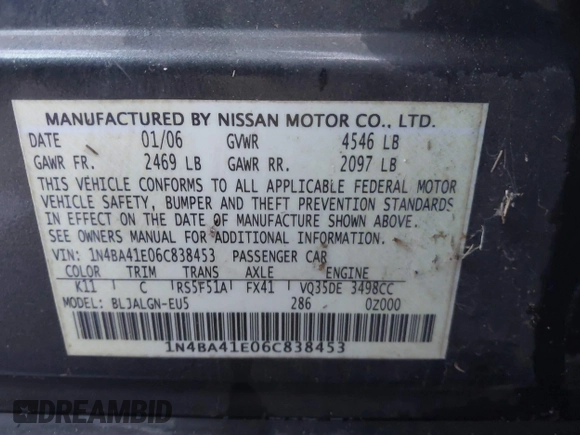 MANUFACTURED BY NISSAN MOTOR CO., LTD.
DATE 01/06 GVWR 4546 LB
GAWR FR. 2469 LB GAWR RR. 2097 LB
THIS VEHICLE CONFORMS TO ALL APPLICABLE FEDERAL MOTOR
VEHICLE SAFETY, BUMPER AND THEFT PREVENTION STANDARDS
IN EFFECT ON THE DATE OF MANUFACTURE SHOWN ABOVE.
SEE OWNERS MANUAL FOR ADDITIONAL INFORMATION.
VIN: 1N4BA41E06C838453 PASSENGER CAR
COLOR TRIM TRANS AXLE ENGINE
K11 C RS5F51A FX41 VQ35DE 3498CC
MODEL: BLJALGN-EU5 286 0Z000
1N4BA41E06C838453
DREAMBID